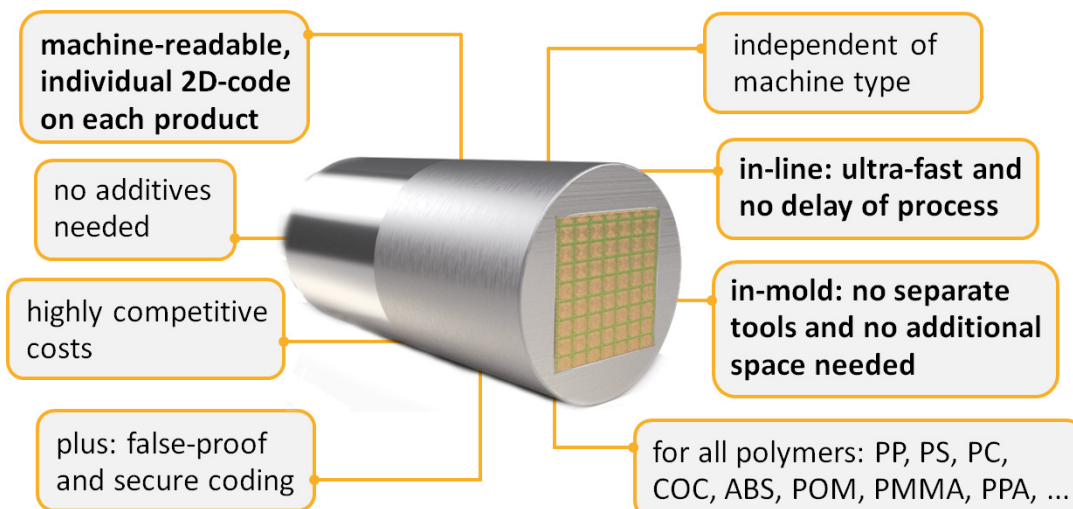 machine-readable,
individual 2D-code
on each product
no additives
needed
highly competitive
costs
plus: false-proof
and secure coding
independent of
machine type
in-line: ultra-fast and
no delay of process
in-mold: no separate
tools and no additional
space needed
for all polymers: PP, PS, PC,
COC, ABS, POM, PMMA, PPA, ...